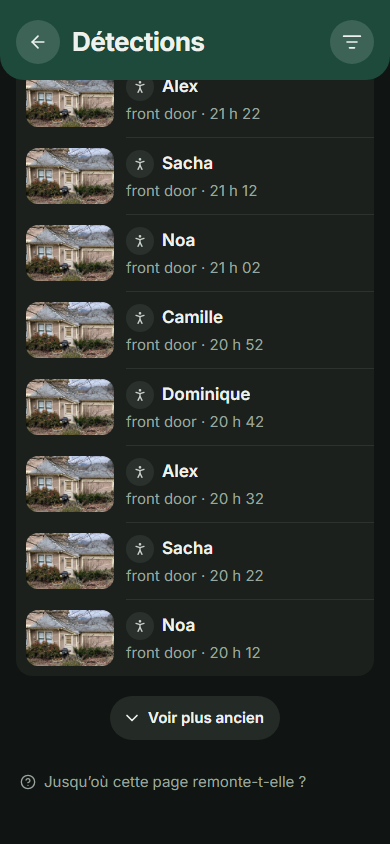 Détections
Alex
front door · 21 h 22
Sacha
front door · 21 h 12
Noa
front door · 21 h 02
Camille
front door · 20 h 52
Dominique
front door · 20 h 42
Alex
front door · 20 h 32
Sacha
front door · 20 h 22
Noa
front door · 20 h 12
Voir plus ancien
Jusqu’où cette page remonte-t-elle ?